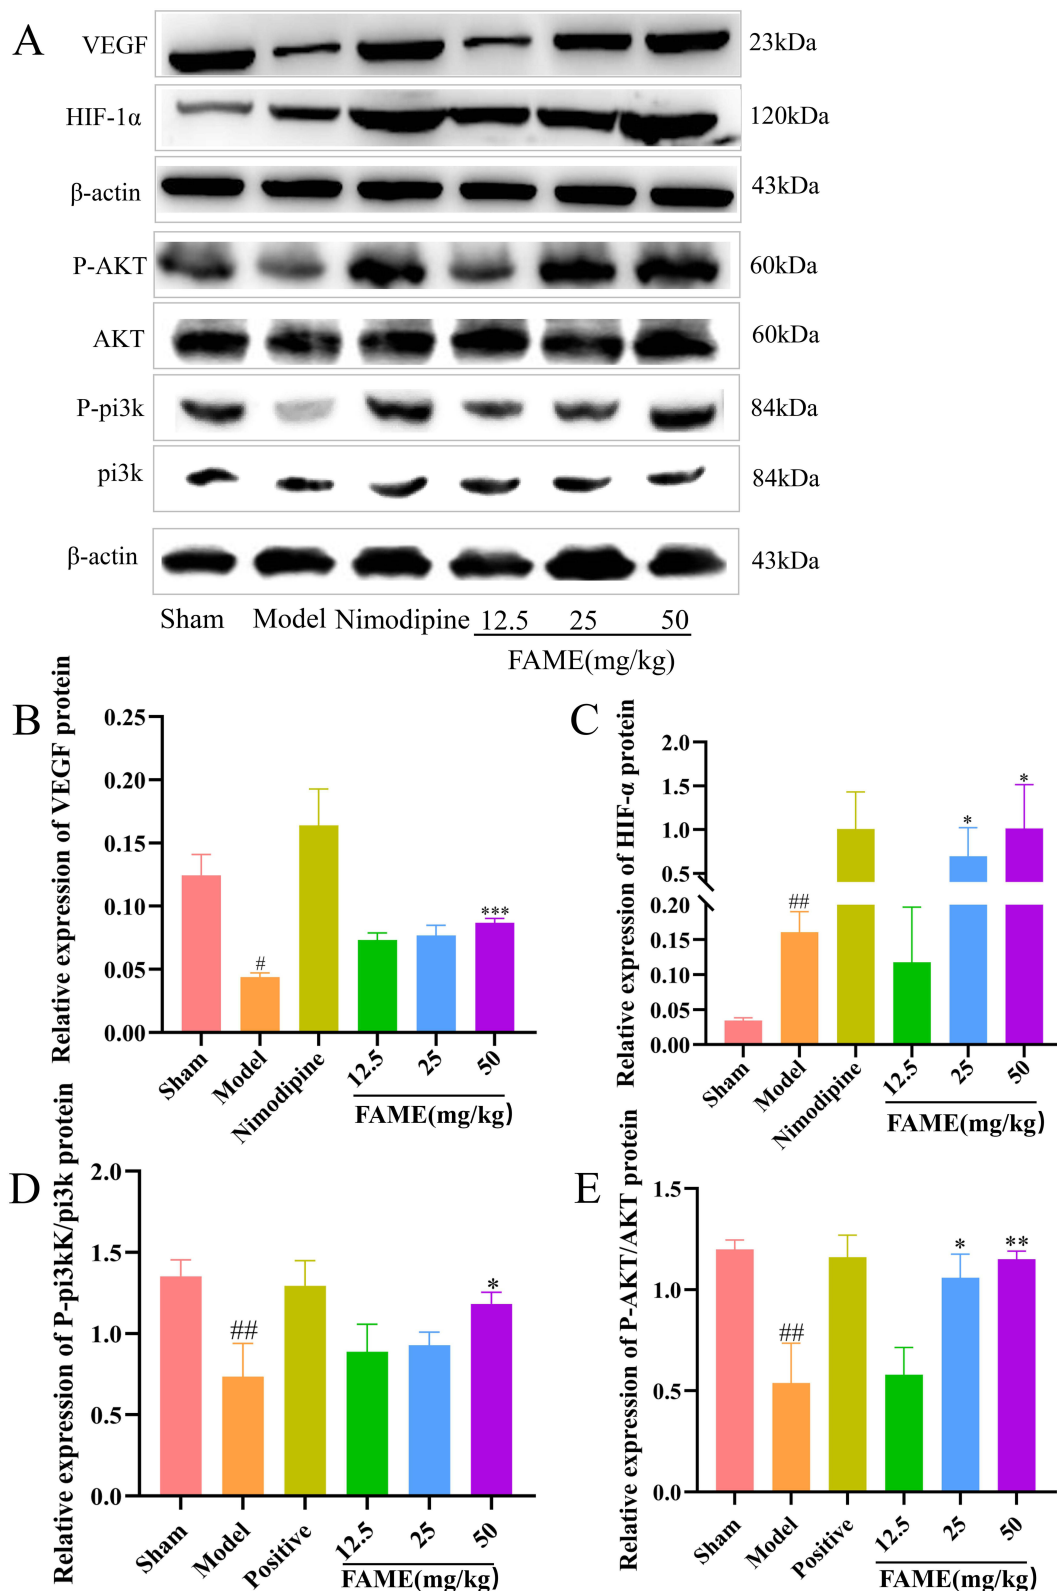 A
VEGF 23kDa
HIF-1α 120kDa
β-actin 43kDa
P-AKT 60kDa
AKT 60kDa
P-pi3k 84kDa
pi3k 84kDa
β-actin 43kDa
Sham Model Nimodipine 12.5 25 50
FAME(mg/kg)
B
Relative expression of VEGF protein
0.25
0.20
0.15
0.10
0.05
0.00
#
***
Sham Model Nimodipine 12.5 25 50
FAME(mg/kg)
C
Relative expression of HIF-α protein
2.0
1.5
1.0
0.5
0.20
0.15
0.10
0.05
0.00
##
*
*
Sham Model Nimodipine 12.5 25 50
FAME(mg/kg)
D
Relative expression of P-pi3kK/pi3k protein
2.0
1.5
1.0
0.5
0.0
##
*
Sham Model Positive 12.5 25 50
FAME(mg/kg)
E
Relative expression of P-AKT/AKT protein
1.5
1.0
0.5
0.0
##
*
**
Sham Model Positive 12.5 25 50
FAME(mg/kg)